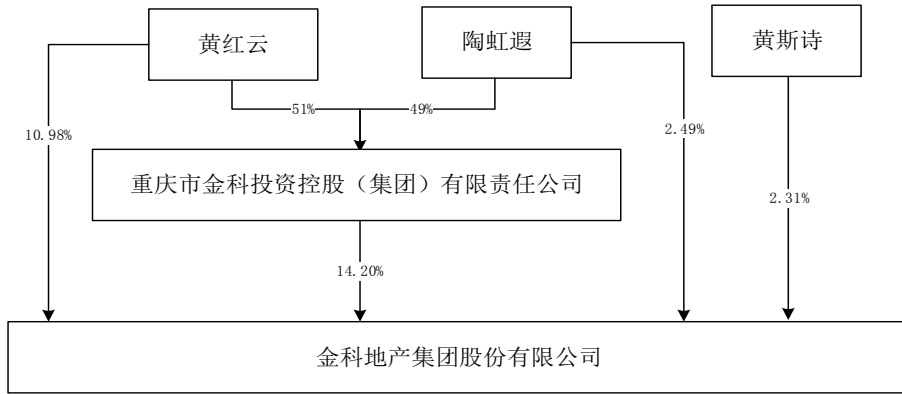 黄红云
陶虹遐
黄斯诗
51%
49%
10.98%
2.49%
重庆市金科投资控股（集团）有限责任公司
2.31%
14.20%
金科地产集团股份有限公司